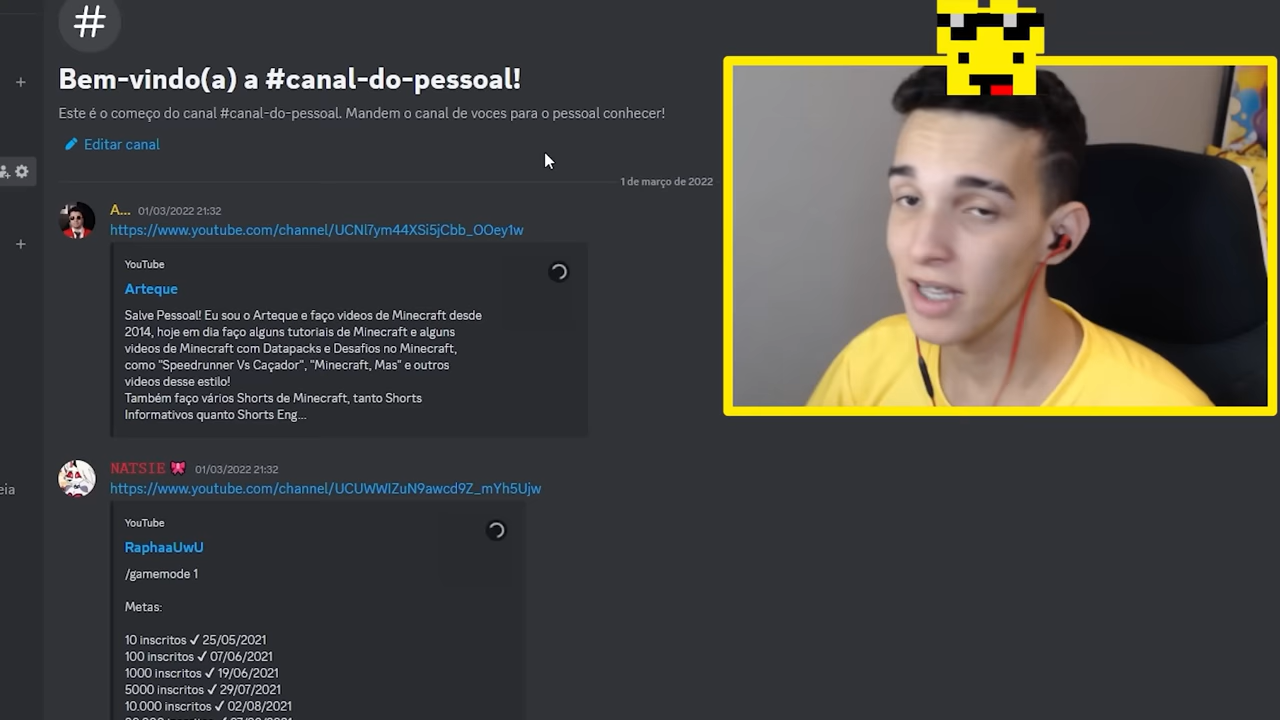 #
Bem-vindo(a) a #canal-do-pessoal!
Este é o começo do canal #canal-do-pessoal. Mandem o canal de voces para o pessoal conhecer!
Editar canal
1 de março de 2022
A... 01/03/2022 21:32
https://www.youtube.com/channel/UCNl7ym44XSi5jCbb_OOey1w
YouTube
Arteque
Salve Pessoal! Eu sou o Arteque e faço videos de Minecraft desde
2014, hoje em dia faço alguns tutoriais de Minecraft e alguns
videos de Minecraft com Datapacks e Desafios no Minecraft,
como "Speedrunner Vs Caçador", "Minecraft, Mas" e outros
videos desse estilo!
Também faço vários Shorts de Minecraft, tanto Shorts
Informativos quanto Shorts Eng...
NATSIE 01/03/2022 21:32
eia
https://www.youtube.com/channel/UCUWWIZuN9awcd9Z_mYh5Ujw
YouTube
RaphaaUwU
/gamemode 1
Metas:
10 inscritos ✓ 25/05/2021
100 inscritos ✓ 07/06/2021
1000 inscritos ✓ 19/06/2021
5000 inscritos ✓ 29/07/2021
10.000 inscritos ✓ 02/08/2021